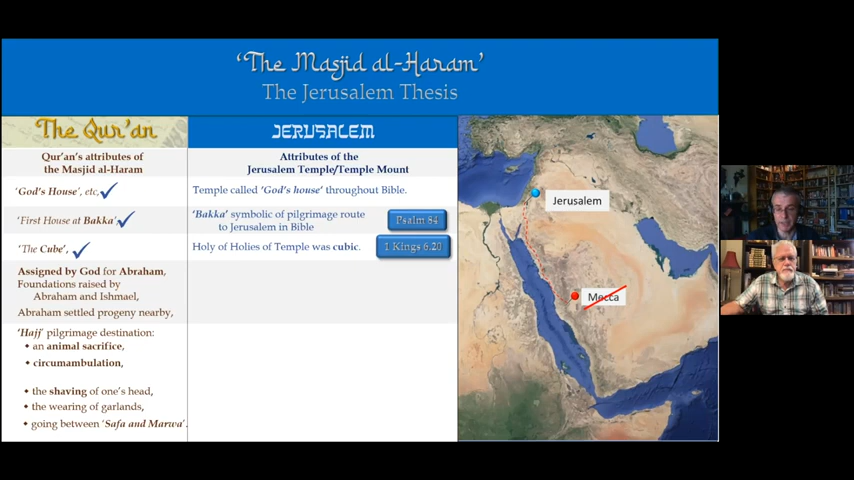 'The Masjid al-Haram'
The Jerusalem Thesis
The Qur'an
JERUSALEM
Qur'an's attributes of
the Masjid al-Haram
Attributes of the
Jerusalem Temple/Temple Mount
'God's House', etc,
Temple called 'God's house' throughout Bible.
'First House at Bakka'
'Bakka' symbolic of pilgrimage route
to Jerusalem in Bible
Psalm 84
'The Cube',
Holy of Holies of Temple was cubic.
1 Kings 6.20
Assigned by God for Abraham,
Foundations raised by
Abraham and Ishmael,
Abraham settled progeny nearby,
'Hajj' pilgrimage destination:
• an animal sacrifice,
• circumambulation,
• the shaving of one's head,
• the wearing of garlands,
• going between 'Safa and Marwa'.
Jerusalem
Mecca